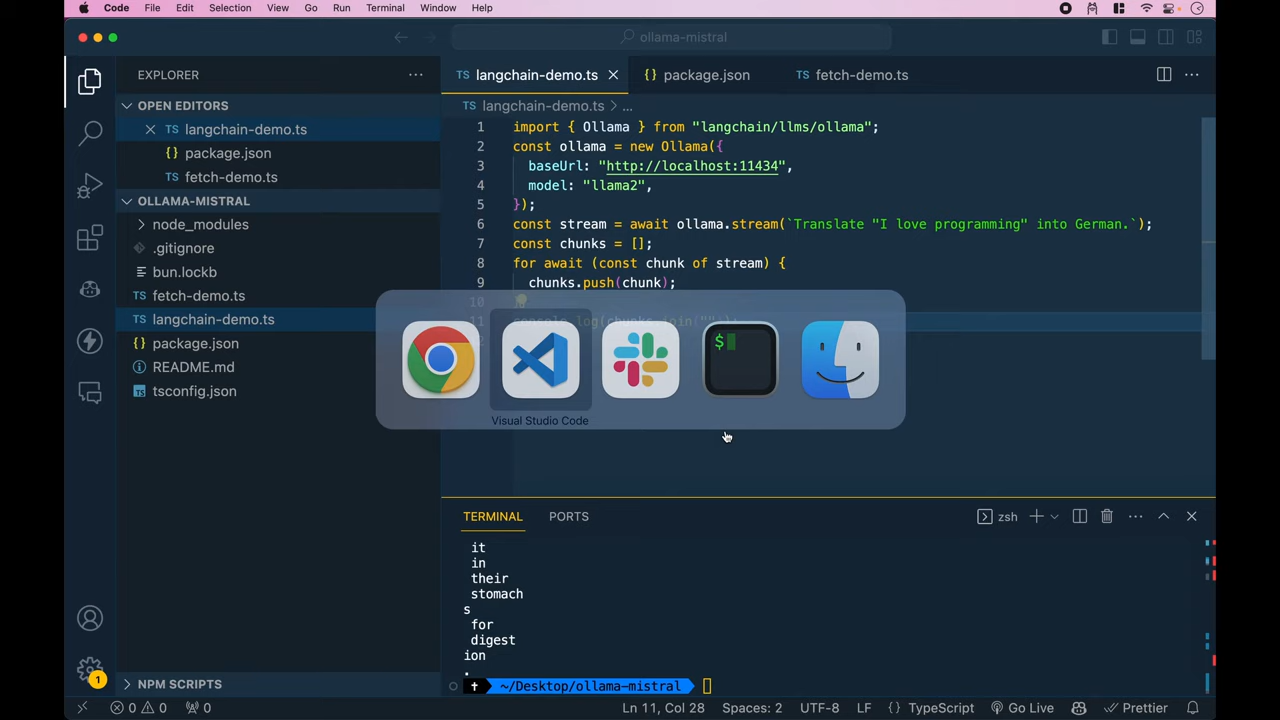 Code File Edit Selection View Go Run Terminal Window Help
ollama-mistral
EXPLORER
OPEN EDITORS
langchain-demo.ts
package.json
fetch-demo.ts
OLLAMA-MISTRAL
node_modules
.gitignore
bun.lockb
fetch-demo.ts
langchain-demo.ts
package.json
README.md
tsconfig.json
NPM SCRIPTS
TS langchain-demo.ts {} package.json TS fetch-demo.ts
TS langchain-demo.ts > ...
1 import { Ollama } from "langchain/llms/ollama";
2 const ollama = new Ollama({
3 baseUrl: "http://localhost:11434",
4 model: "llama2",
5 });
6 const stream = await ollama.stream(`Translate "I love programming" into German.`);
7 const chunks = [];
8 for await (const chunk of stream) {
9 chunks.push(chunk);
10
11 console.log(chunks.join(""));
$
Visual Studio Code
TERMINAL PORTS
zsh
it
in
their
stomach
s
for
digest
ion
.
~/Desktop/ollama-mistral
1
0 0 0
Ln 11, Col 28 Spaces: 2 UTF-8 LF {} TypeScript Go Live Prettier